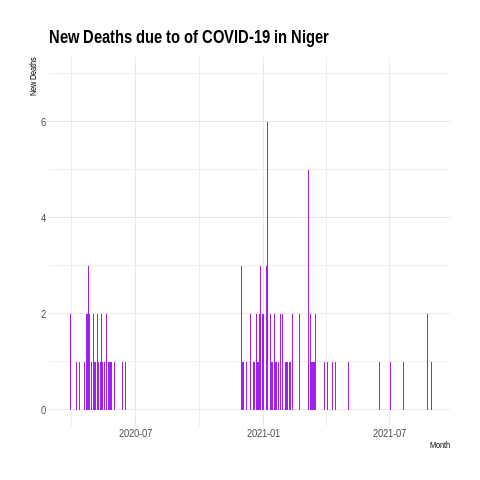 New Deaths due to of COVID-19 in Niger
New Deaths
6
4
2
0
2020-07
2021-01
2021-07
Month